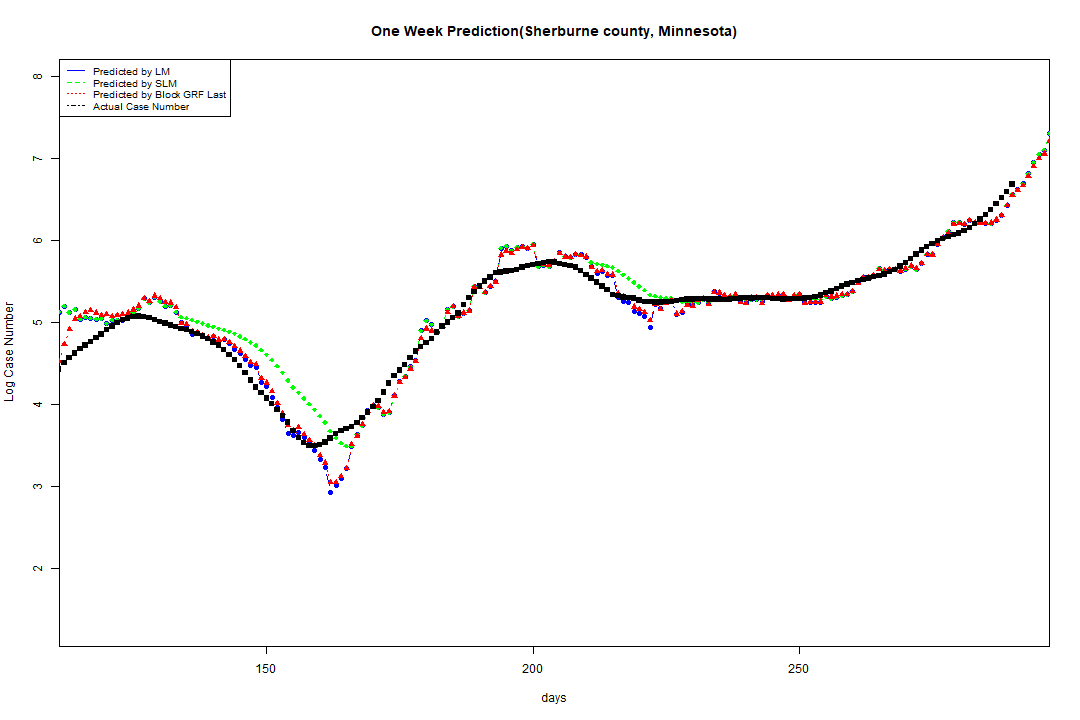 One Week Prediction(Sherburne county, Minnesota)
Predicted by LM
Predicted by SLM
Predicted by Block GRF Last
Actual Case Number
8
7
6
5
4
3
2
Log Case Number
150
200
250
days